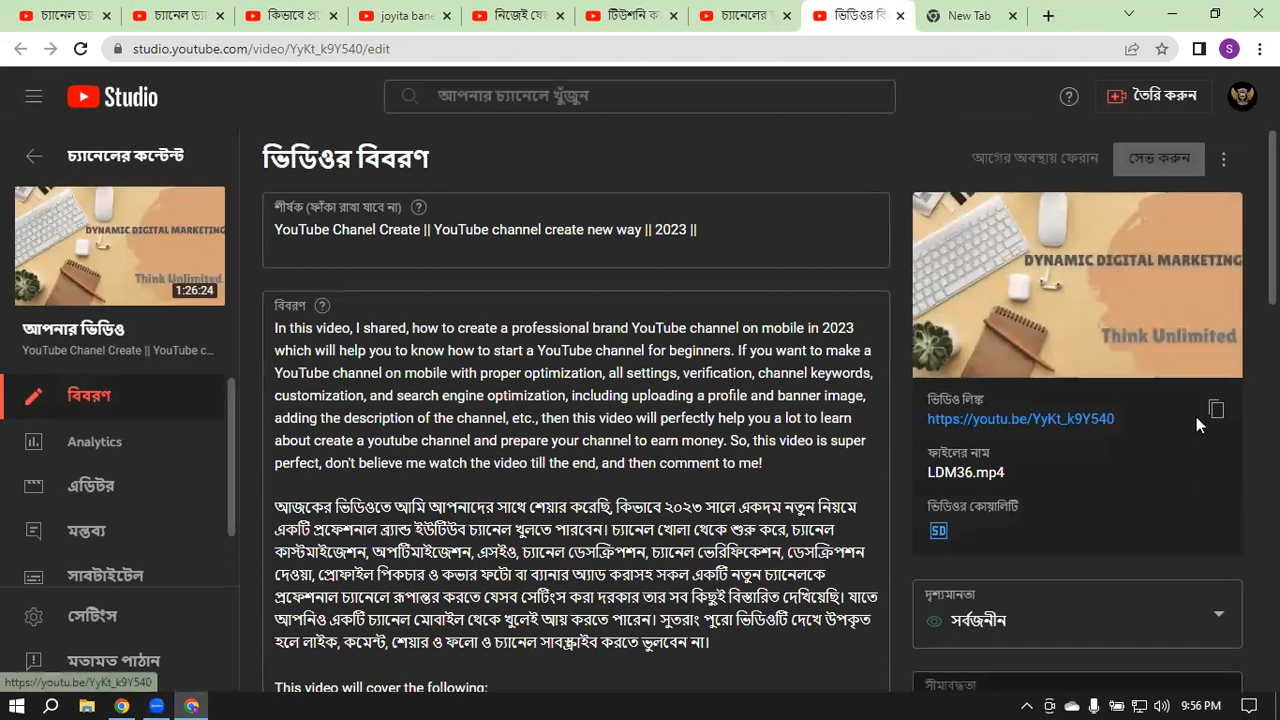 চ্যানেল ড্য
চ্যানেল ড্য
কিভাবে প্রে
joyita bane
নিজেই খে
টিউশনি ক
চ্যানেলের
ভিডিওর বি
New Tab
studio.youtube.com/video/YyKt_k9Y540/edit
S
Studio
আপনার চ্যানেলে খুঁজুন
তৈরি করুন
চ্যানেলের কন্টেন্ট
ভিডিওর বিবরণ
আগের অবস্থায় ফেরান
সেভ করুন
DYNAMIC DIGITAL MARKETING
Think Unlimited
1:26:24
আপনার ভিডিও
YouTube Chanel Create || YouTube c...
বিবরণ
Analytics
এডিটর
মন্তব্য
সাবটাইটেল
সেটিংস
মতামত পাঠান
শীর্ষক (ফাঁকা রাখা যাবে না)
YouTube Chanel Create || YouTube channel create new way || 2023 ||
বিবরণ
In this video, I shared, how to create a professional brand YouTube channel on mobile in 2023
which will help you to know how to start a YouTube channel for beginners. If you want to make a
YouTube channel on mobile with proper optimization, all settings, verification, channel keywords,
customization, and search engine optimization, including uploading a profile and banner image,
adding the description of the channel, etc., then this video will perfectly help you a lot to learn
about create a youtube channel and prepare your channel to earn money. So, this video is super
perfect, don't believe me watch the video till the end, and then comment to me!
আজকের ভিডিওতে আমি আপনাদের সাথে শেয়ার করেছি, কিভাবে ২০২৩ সালে একদম নতুন নিয়মে
একটি প্রফেশনাল ব্র্যান্ড ইউটিউব চ্যানেল খুলতে পারবেন। চ্যানেল খোলা থেকে শুরু করে, চ্যানেল
কাস্টমাইজেশন, অপটিমাইজেশন, এসইও, চ্যানেল ডেসক্রিপশন, চ্যানেল ভেরিফিকেশন, ডেসক্রিপশন
দেওয়া, প্রোফাইল পিকচার ও কভার ফটো বা ব্যানার অ্যাড করাসহ সকল একটি নতুন চ্যানেলকে
প্রফেশনাল চ্যানেলে রূপান্তর করতে যেসব সেটিংস করা দরকার তার সব কিছুই বিস্তারিত দেখিয়েছি। যাতে
আপনিও একটি চ্যানেল মোবাইল থেকে খুলেই আয় করতে পারেন। সুতরাং পুরো ভিডিওটি দেখে উপকৃত
হলে লাইক, কমেন্ট, শেয়ার ও ফলো ও চ্যানেল সাবস্ক্রাইব করতে ভুলবেন না।
This video will cover the following:
DYNAMIC DIGITAL MARKETING
Think Unlimited
ভিডিও লিঙ্ক
https://youtu.be/YyKt_k9Y540
ফাইলের নাম
LDM36.mp4
ভিডিওর কোয়ালিটি
SD
দৃশ্যমানতা
সর্বজনীন
সীমাবদ্ধতা
https://youtu.be/YyKt_k9Y540
9:56 PM